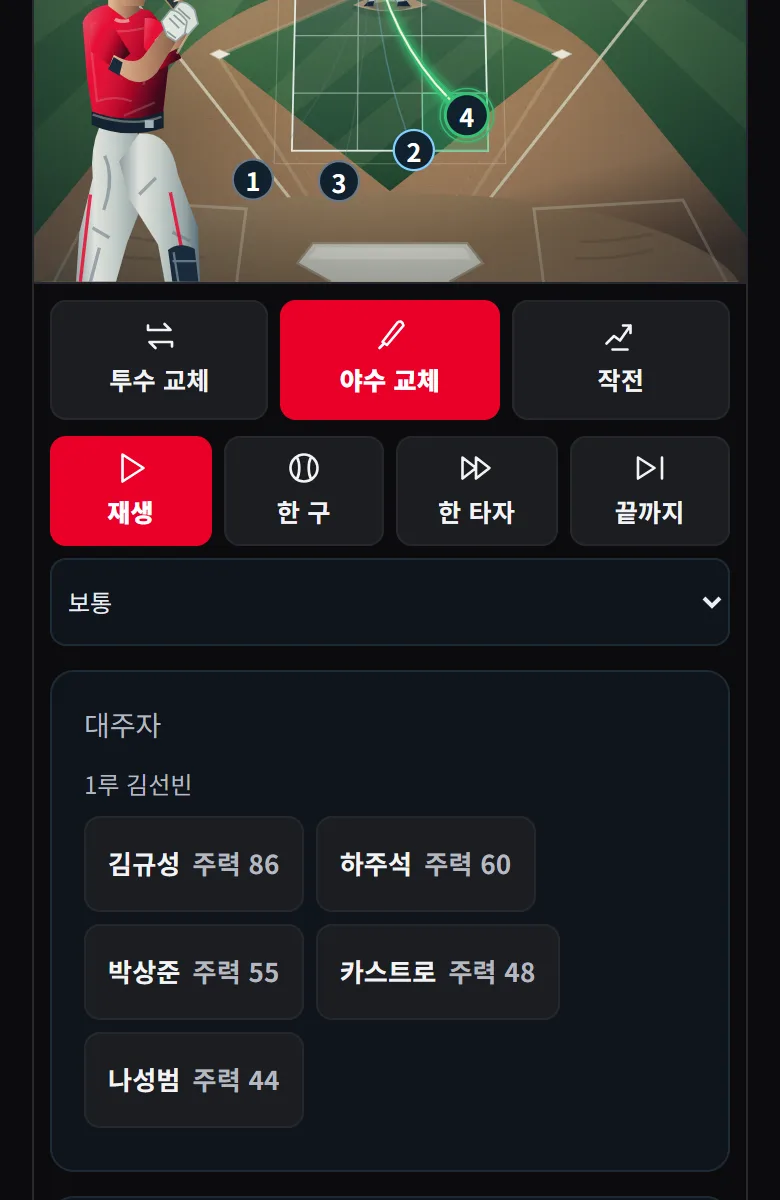 4
2
1
3
투수 교체
야수 교체
작전
재생
한 구
한 타자
끝까지
보통
대주자
1루 김선빈
김규성 주력 86
하주석 주력 60
박상준 주력 55
카스트로 주력 48
나성범 주력 44